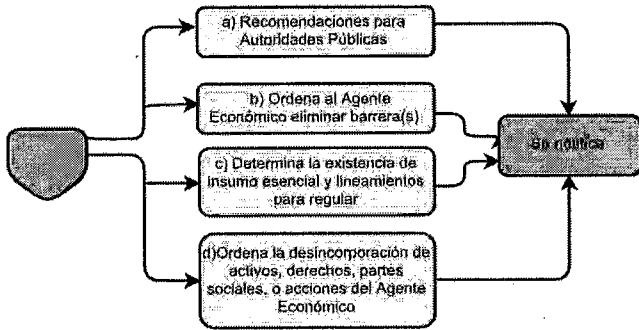 a) Recomendaciones para
Autoridades Públicas
b) Ordena al Agente
Económico eliminar barrera(s)
Se notifica
c) Determina la existencia de
insumo esencial y lineamientos
para regular
d)Ordena la desincorporación de
activos, derechos, partes
sociales, o acciones del Agente
Económico